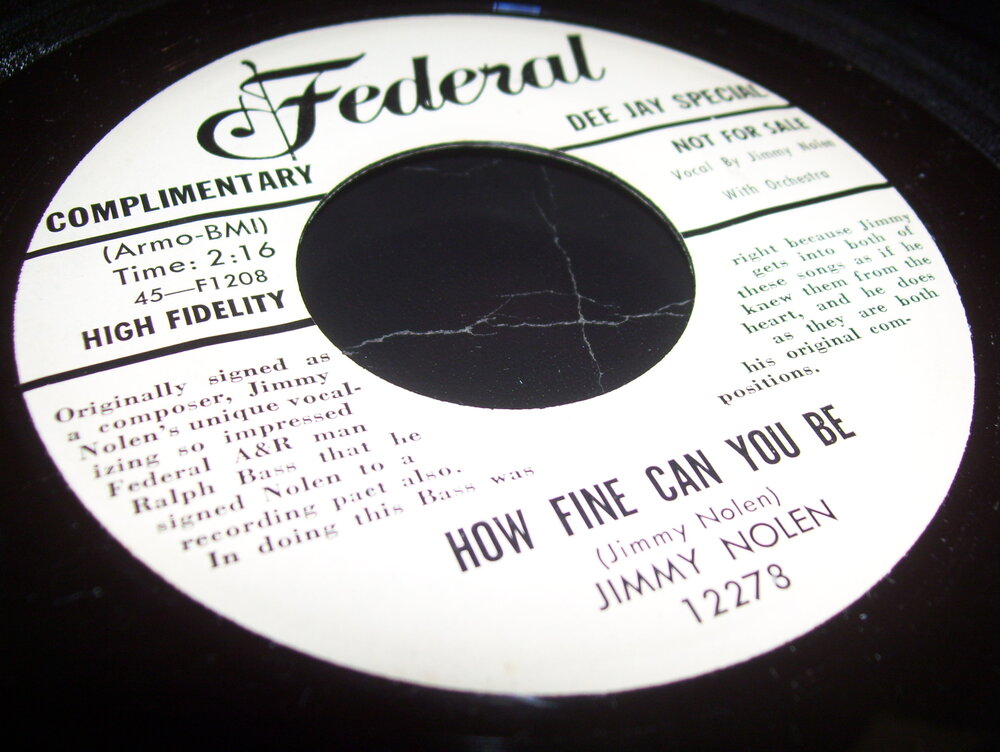 Federal
COMPLIMENTARY
DEE JAY SPECIAL
(Armo-BMI)
Time: 2:16
45—F1208
HIGH FIDELITY
NOT FOR SALE
Vocal By Jimmy Nolen
With Orchestra
Originally signed as
a composer, Jimmy
Nolen's unique vocal-
izing so impressed
Federal A&R man
Ralph Bass that he
signed Nolen to a
recording pact also.
In doing this Bass was
right because Jimmy
gets into both of
these songs as if he
knew them from the
heart, and he does
as they are both
his original com-
positions.
HOW FINE CAN YOU BE
(Jimmy Nolen)
JIMMY NOLEN
12278